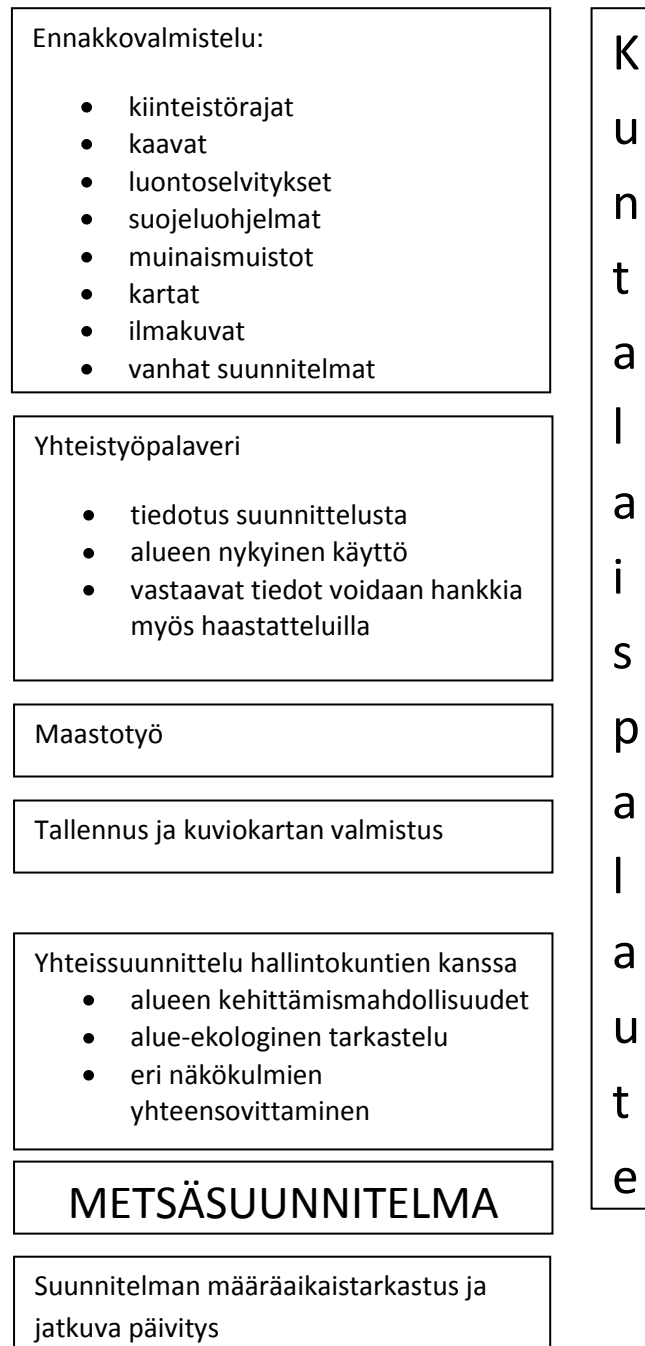 Ennakkovalmistelu:
• kiinteistörajat
• kaavat
• luontoselvitykset
• suojeluohjelmat
• muinaismuistot
• kartat
• ilmakuvat
• vanhat suunnitelmat
Yhteistyöpalaveri
• tiedotus suunnittelusta
• alueen nykyinen käyttö
• vastaavat tiedot voidaan hankkia
myös haastatteluilla
Maastotyö
Tallennus ja kuviokartan valmistus
Yhteissuunnittelu hallintokuntien kanssa
• alueen kehittämismahdollisuudet
• alue-ekologinen tarkastelu
• eri näkökulmien
yhteensovittaminen
METSÄSUUNNITELMA
Suunnitelman määräaikaistarkastus ja
jatkuva päivitys
K
u
n
t
a
l
a
i
s
p
a
l
a
u
t
e